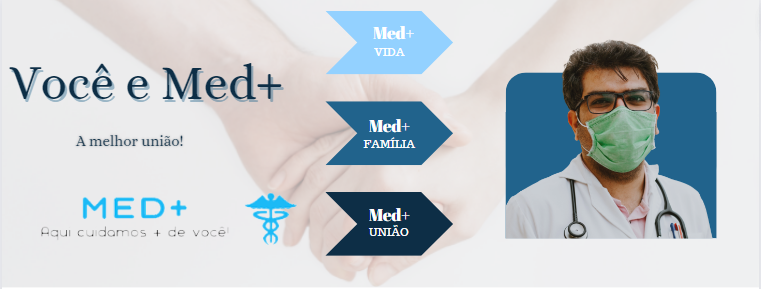 Você e Med+
A melhor união!
MED+
Aqui cuidamos + de você!
Med+
VIDA
Med+
FAMÍLIA
Med+
UNIÃO